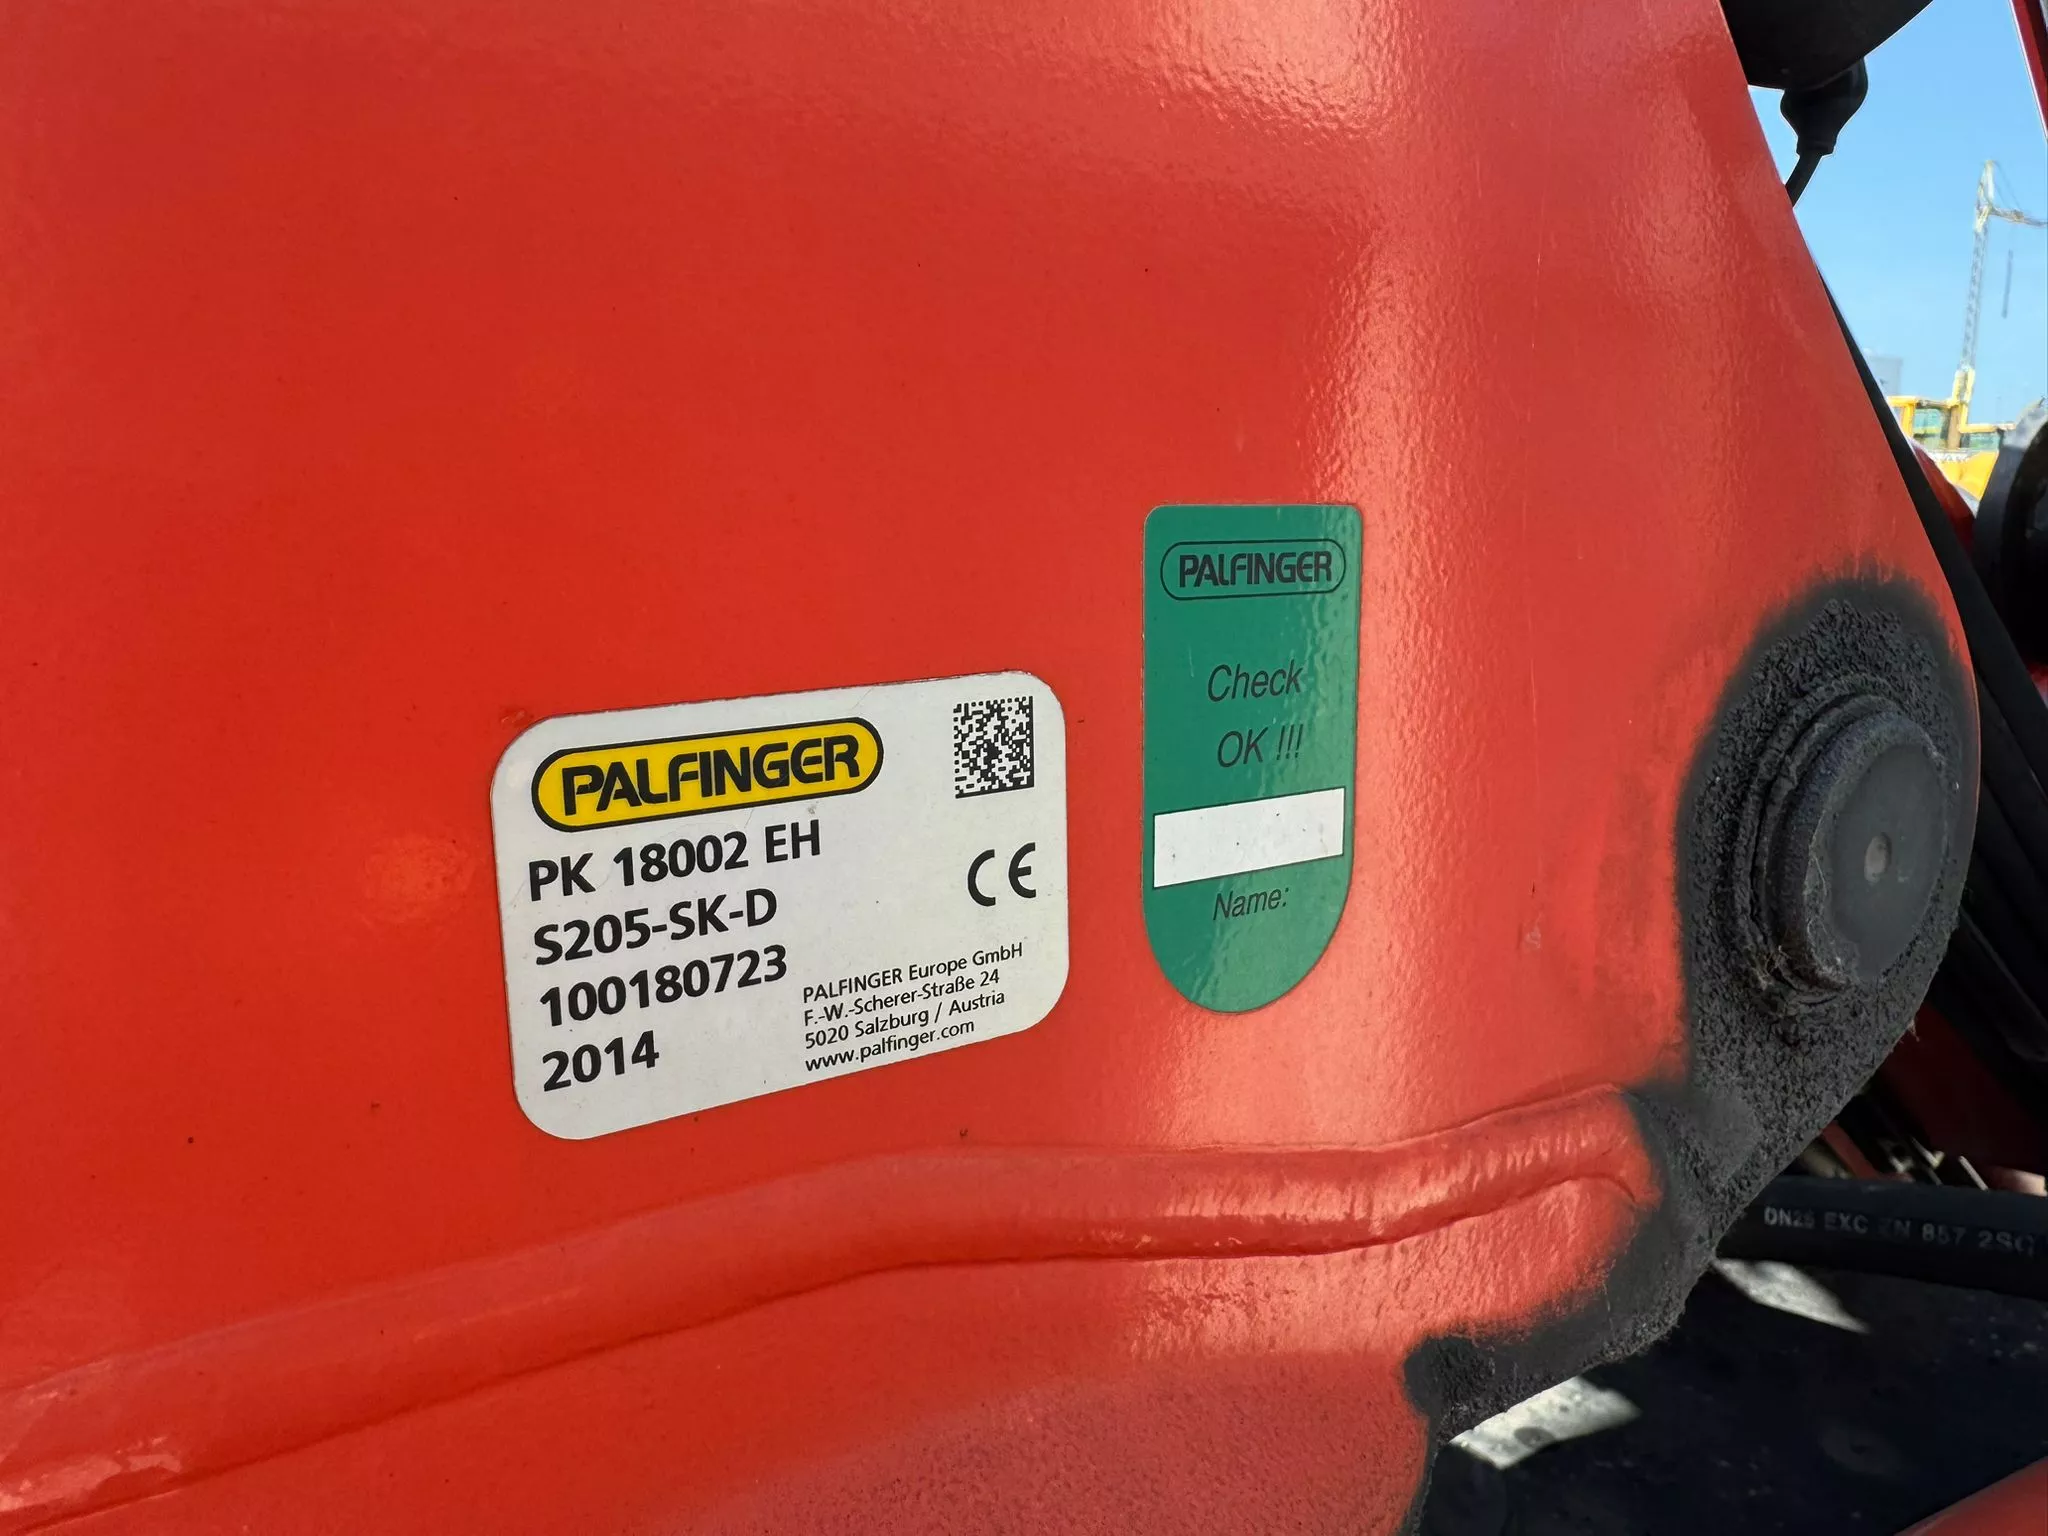 PALFINGER
PK 18002 EH
S205-SK-D
100180723
2014
CE
PALFINGER Europe GmbH
F.-W.-Scherer-Straße 24
5020 Salzburg / Austria
www.palfinger.com
PALFINGER
Check
OK !!!
Name:
DN25 EXC EN 857 2SC